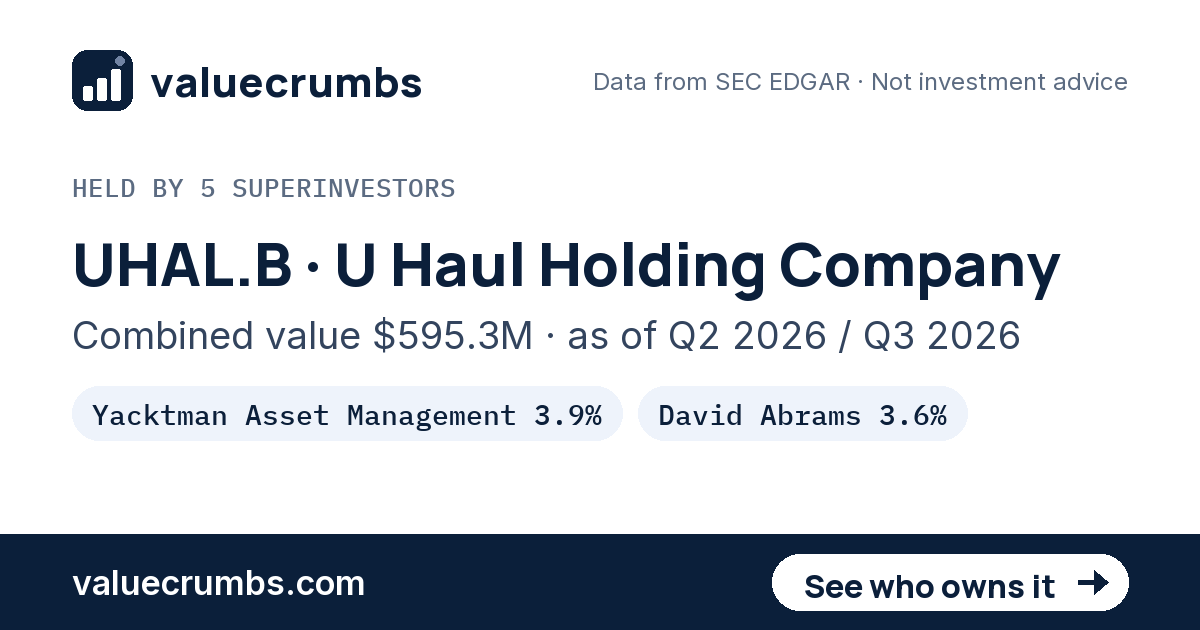 valuecrumbs
Data from SEC EDGAR · Not investment advice
HELD BY 5 SUPERINVESTORS
UHAL.B · U Haul Holding Company
Combined value $595.3M · as of Q2 2026 / Q3 2026
Yacktman Asset Management 3.9%
David Abrams 3.6%
valuecrumbs.com
See who owns it →